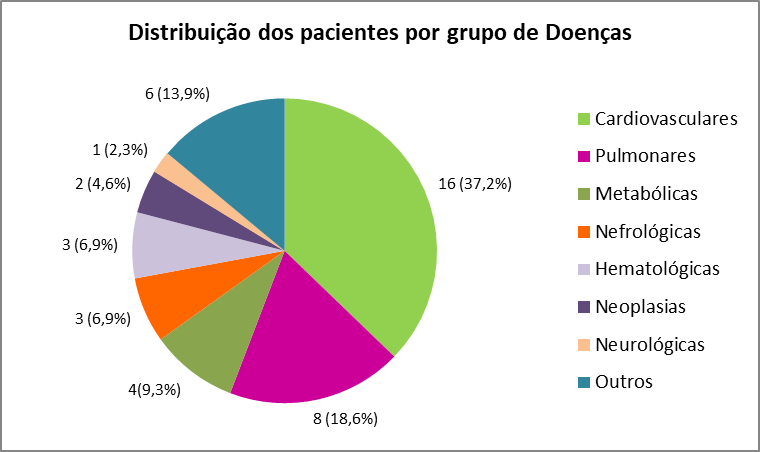 Distribuição dos pacientes por grupo de Doenças
6 (13,9%)
1 (2,3%)
2 (4,6%)
3 (6,9%)
3 (6,9%)
4(9,3%)
8 (18,6%)
16 (37,2%)
Cardiovasculares
Pulmonares
Metabólicas
Nefrológicas
Hematológicas
Neoplasias
Neurológicas
Outros